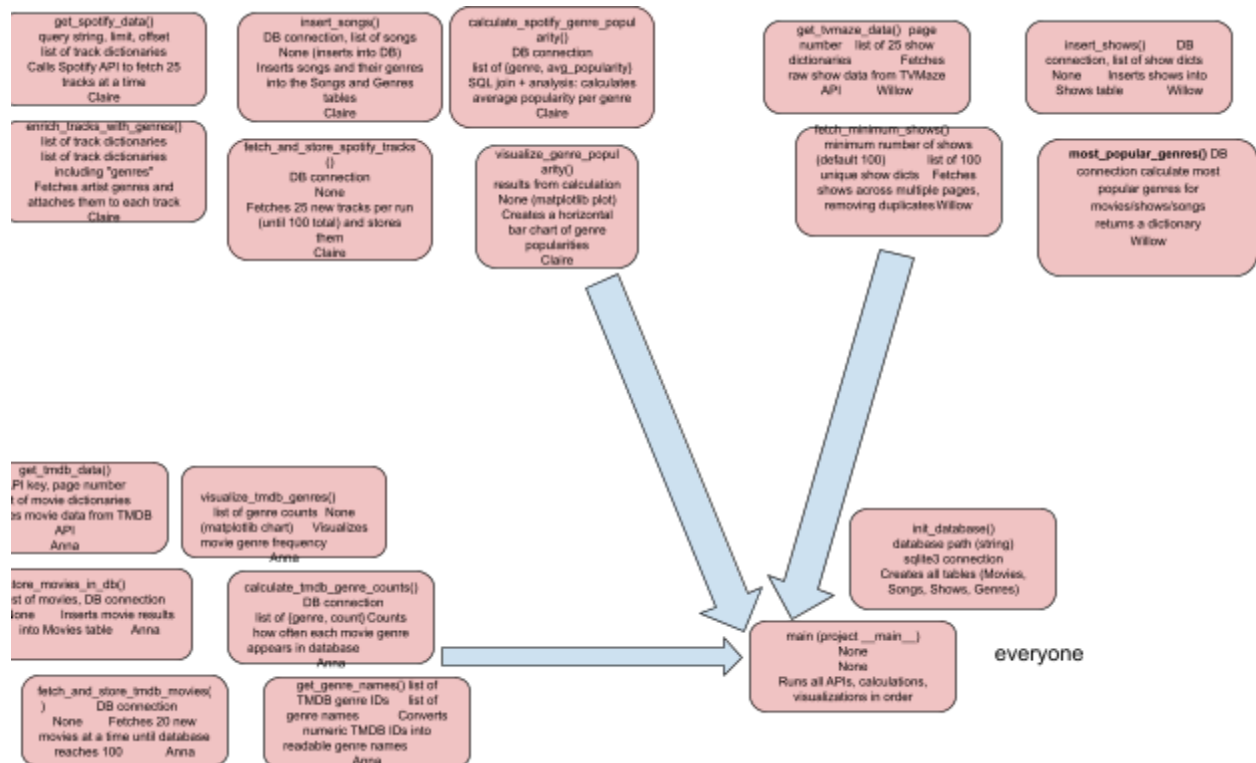 get_spotify_data()
query string, limit, offset
list of track dictionaries
Calls Spotify API to fetch 25
tracks at a time
Claire
insert_songs()
DB connection, list of songs
None (inserts into DB)
Inserts songs and their genres
into the Songs and Genres
tables
Claire
calculate_spotify_genre_popul
arity()
DB connection
list of {genre, avg_popularity}
SQL join + analysis: calculates
average popularity per genre
Claire
get_tvmaze_data() page
number list of 25 show
dictionaries Fetches
raw show data from TVMaze
API Willow
insert_shows() DB
connection, list of show dicts
None Inserts shows into
Shows table Willow
enrich_tracks_with_genres()
list of track dictionaries
list of track dictionaries
including "genres"
Fetches artist genres and
attaches them to each track
Claire
fetch_and_store_spotify_tracks
()
DB connection
None
Fetches 25 new tracks per run
(until 100 total) and stores
them
Claire
visualize_genre_popul
arity()
results from calculation
None (matplotlib plot)
Creates a horizontal
bar chart of genre
popularities
Claire
fetch_minimum_shows()
minimum number of shows
(default 100) list of 100
unique show dicts Fetches
shows across multiple pages,
removing duplicates Willow
most_popular_genres() DB
connection calculate most
popular genres for
movies/shows/songs
returns a dictionary
Willow
get_tmdb_data()
PI key, page number
t of movie dictionaries
es movie data from TMDB
API
Anna
visualize_tmdb_genres()
list of genre counts None
(matplotlib chart) Visualizes
movie genre frequency
Anna
tore_movies_in_db()
st of movies, DB connection
None Inserts movie results
into Movies table Anna
calculate_tmdb_genre_counts()
DB connection
list of {genre, count} Counts
how often each movie genre
appears in database
Anna
fetch_and_store_tmdb_movies(
) DB connection
None Fetches 20 new
movies at a time until database
reaches 100 Anna
get_genre_names() list of
TMDB genre IDs list of
genre names Converts
numeric TMDB IDs into
readable genre names
Anna
init_database()
database path (string)
sqlite3 connection
Creates all tables (Movies,
Songs, Shows, Genres)
main (project __main__)
None
None
Runs all APIs, calculations,
visualizations in order
everyone